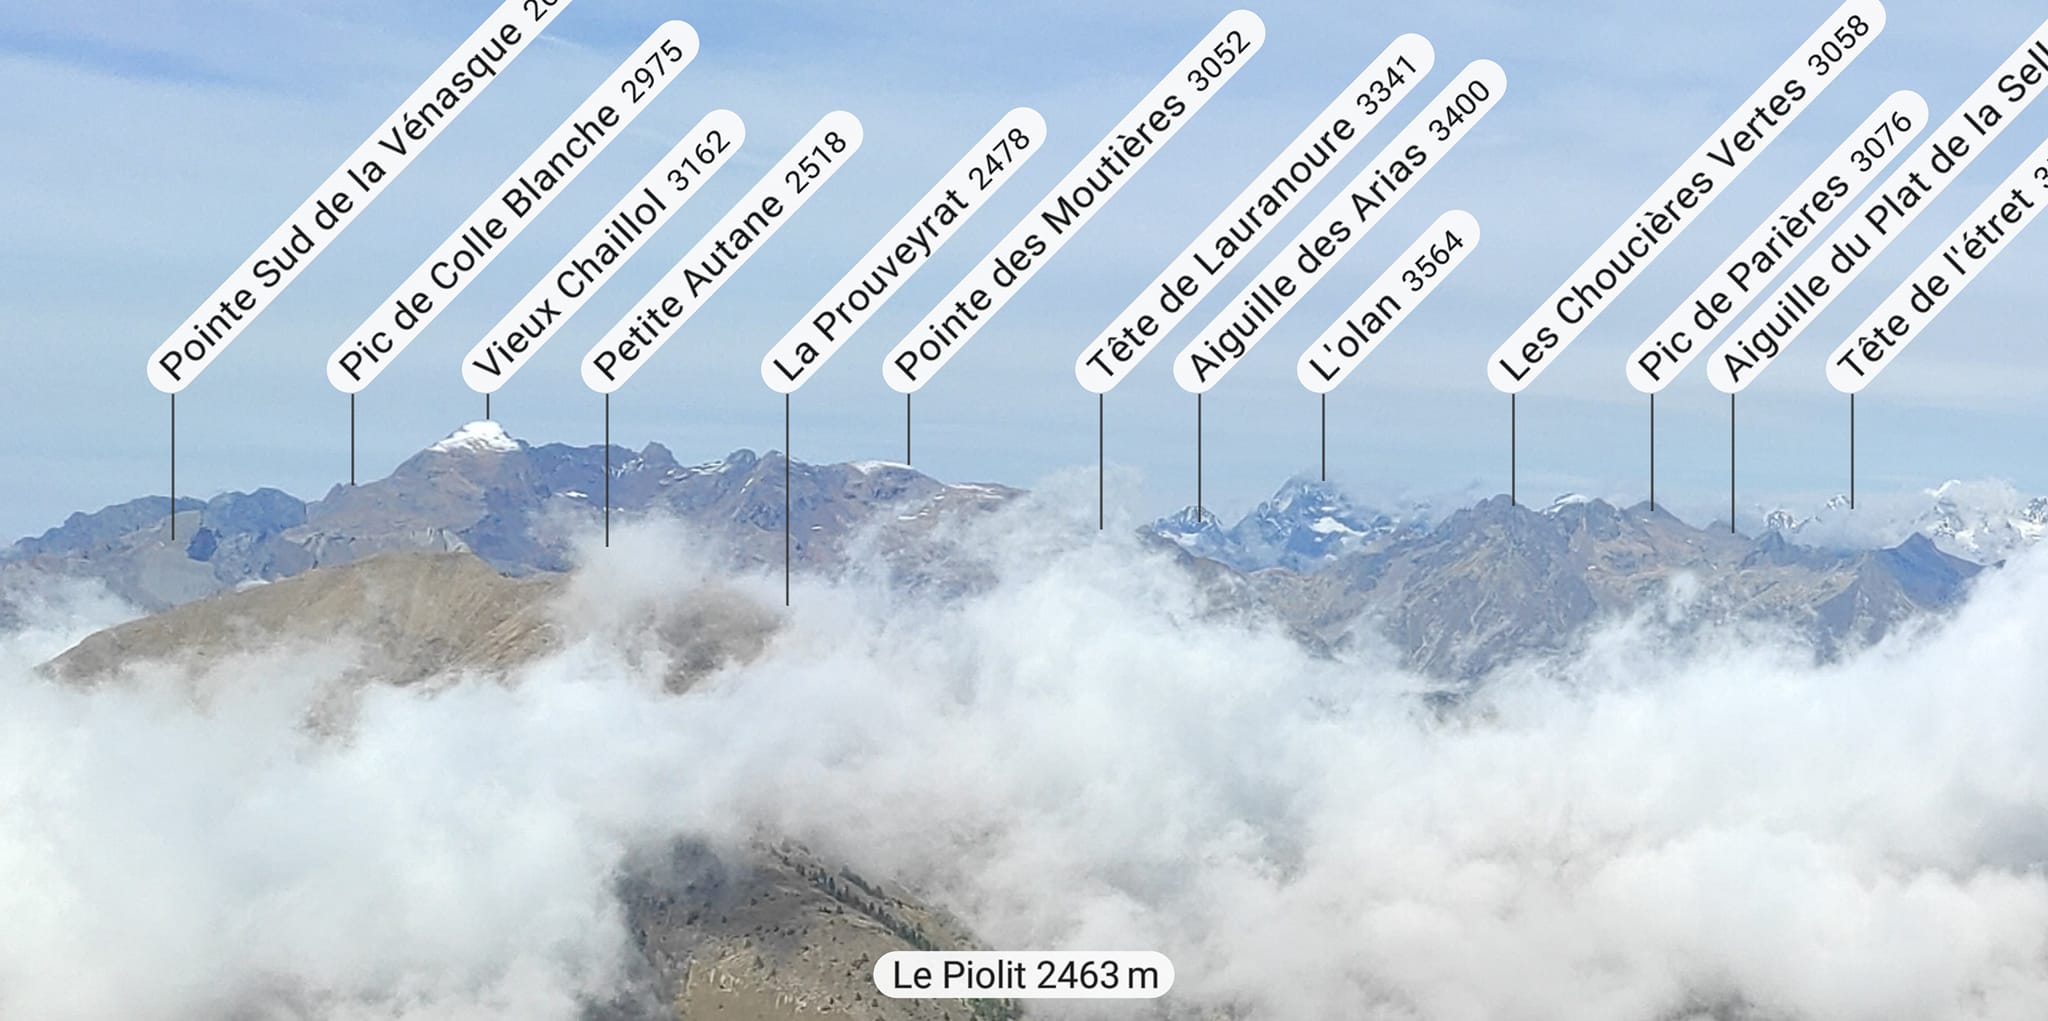 Pointe Sud de la Vénasque
Pic de Colle Blanche 2975
Vieux Chaillol 3162
Petite Autane 2518
La Prouveyrat 2478
Pointe des Moutières 3052
Tête de Lauranoure 3341
Aiguille des Arias 3400
L'olan 3564
Les Choucières Vertes 3058
Pic de Parières 3076
Aiguille du Plat de la Sell
Tête de l'étret
Le Piolit 2463 m